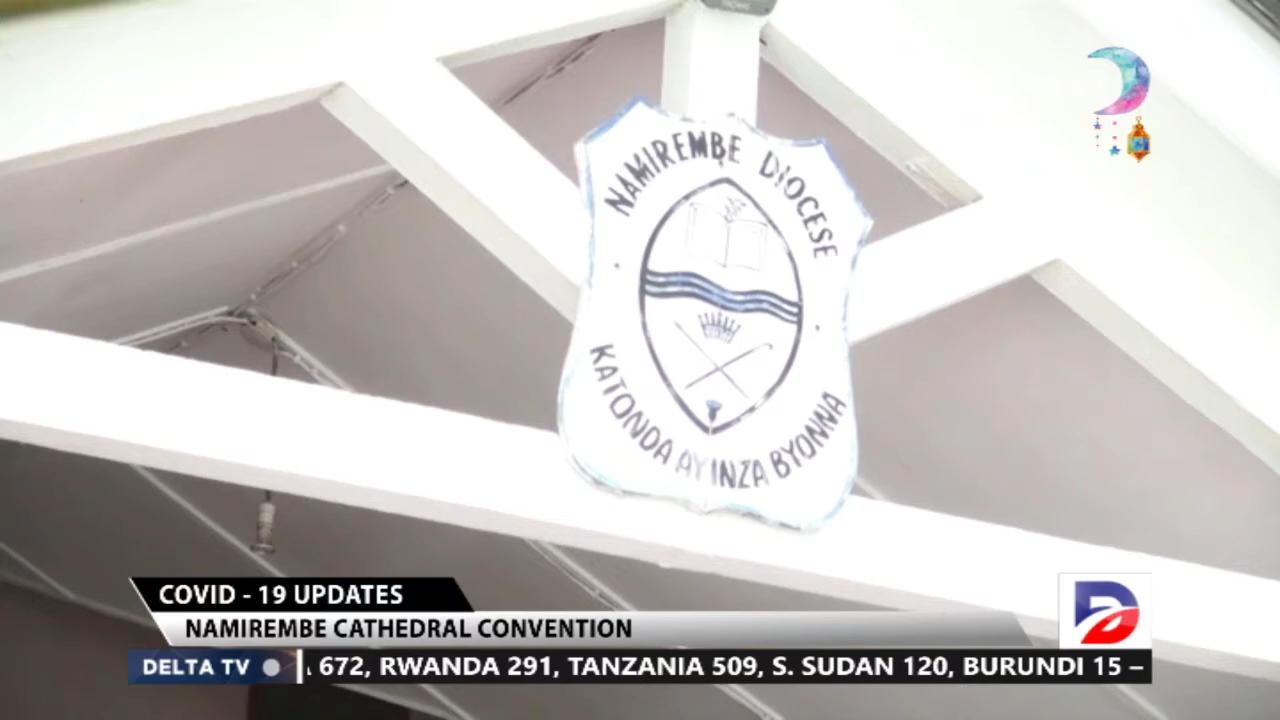 NAMIREMBE DIOCESE
KATONDA AYINZA BYONNA
COVID - 19 UPDATES
NAMIREMBE CATHEDRAL CONVENTION
DELTA TV
672, RWANDA 291, TANZANIA 509, S. SUDAN 120, BURUNDI 15 –